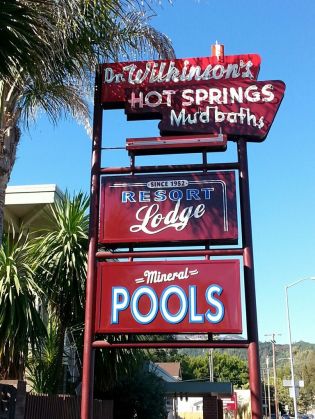 Dr. Wilkinson's
HOT SPRINGS
Mud baths
SINCE 1952
RESORT
Lodge
Mineral
POOLS